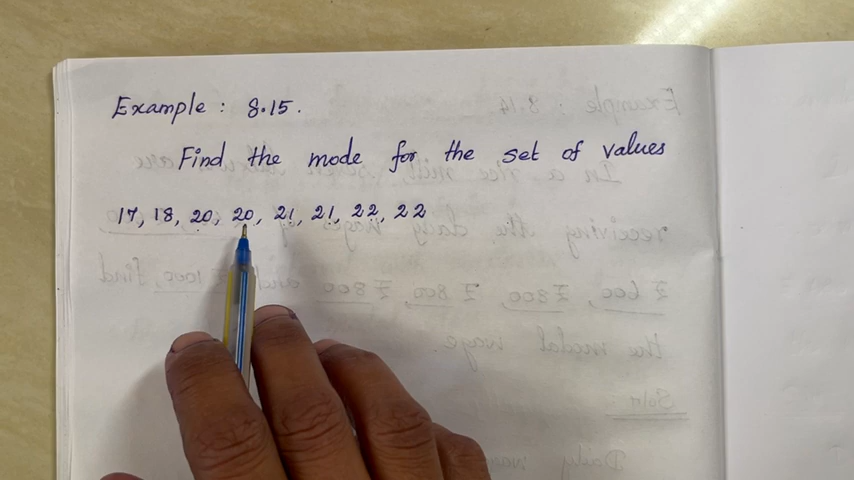 Example : 8.15.
Find the mode for the set of values
17, 18, 20, 20, 21, 21, 22, 22